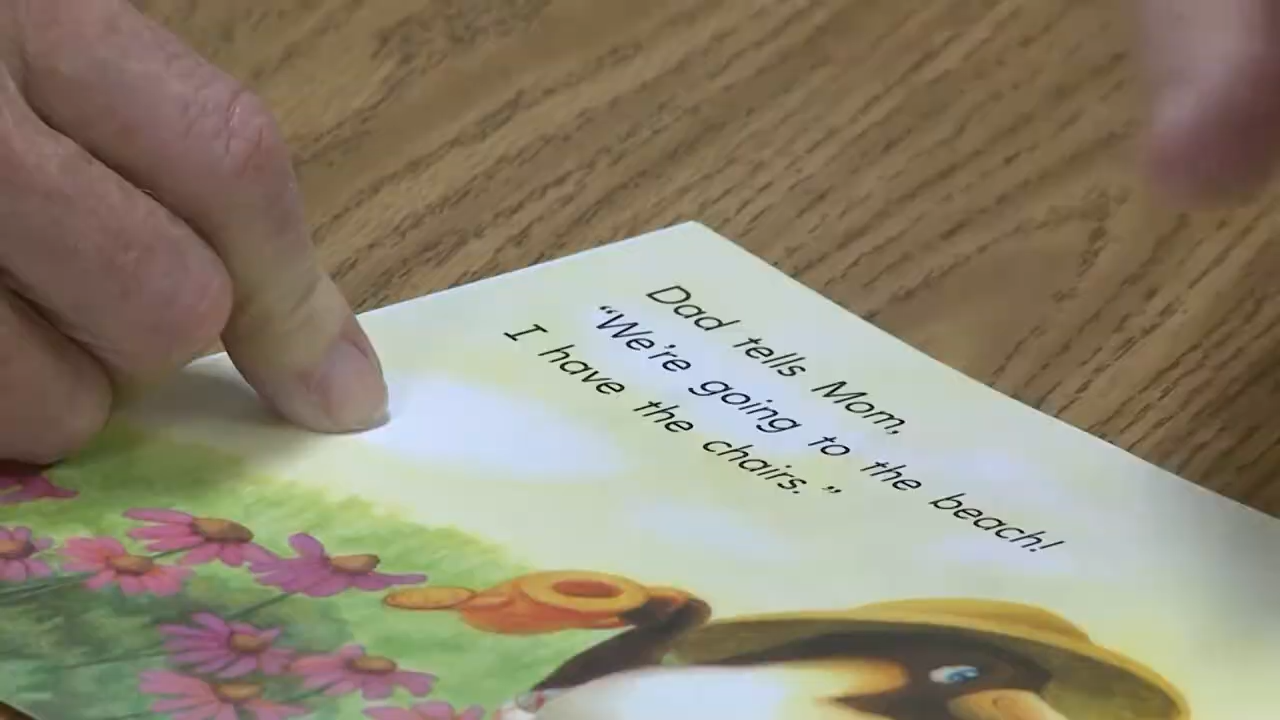 Dad tells Mom,
“We’re going to the beach!
I have the chairs.”